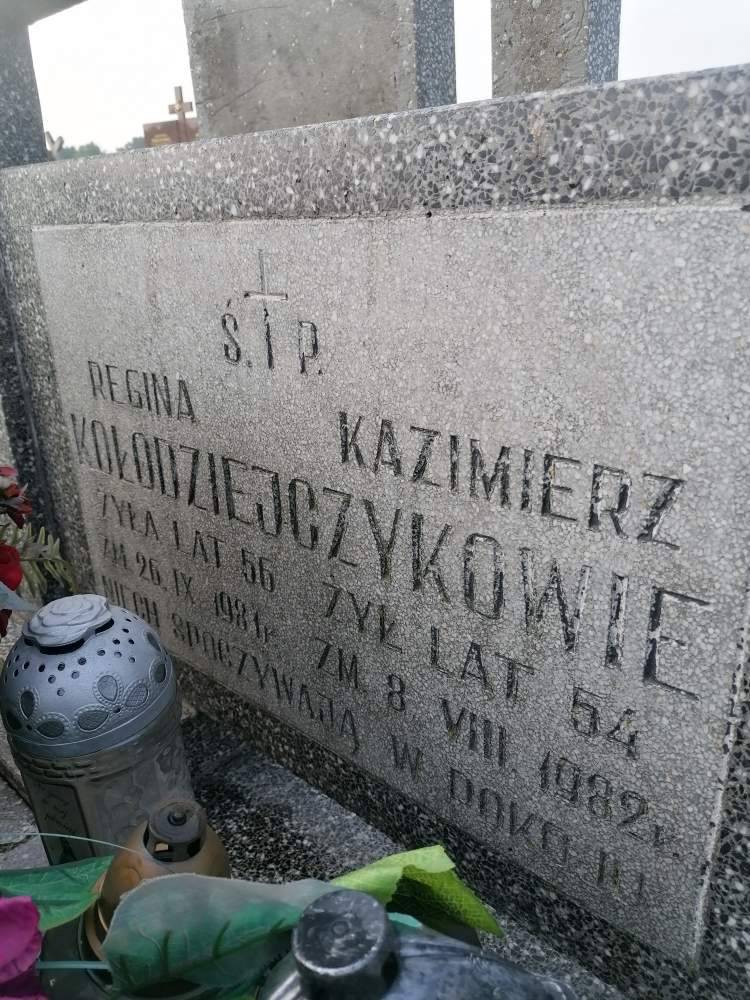 Ś. I P.
REGINA KAZIMIERZ
KOŁODZIEJCZYKOWIE
ŻYŁA LAT 56 ŻYŁ LAT 54
ZM 26. IX. 1981 r. ZM 8 VIII. 1982 r.
NIECH SPOCZYWAJĄ W POKOJU